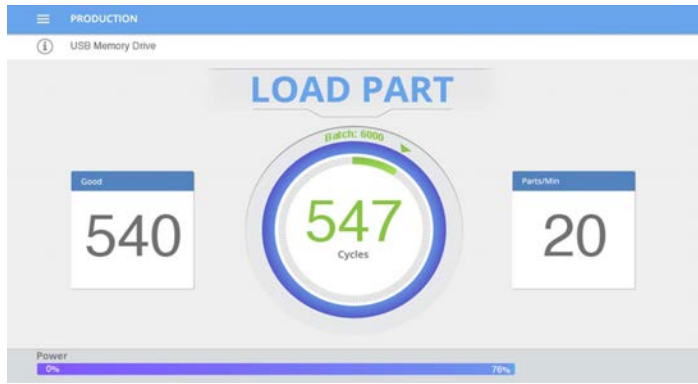 PRODUCTION
USB Memory Drive
LOAD PART
Batch: 6000
Good
540
547
Cycles
Parts/Min
20
Power
0%
76%